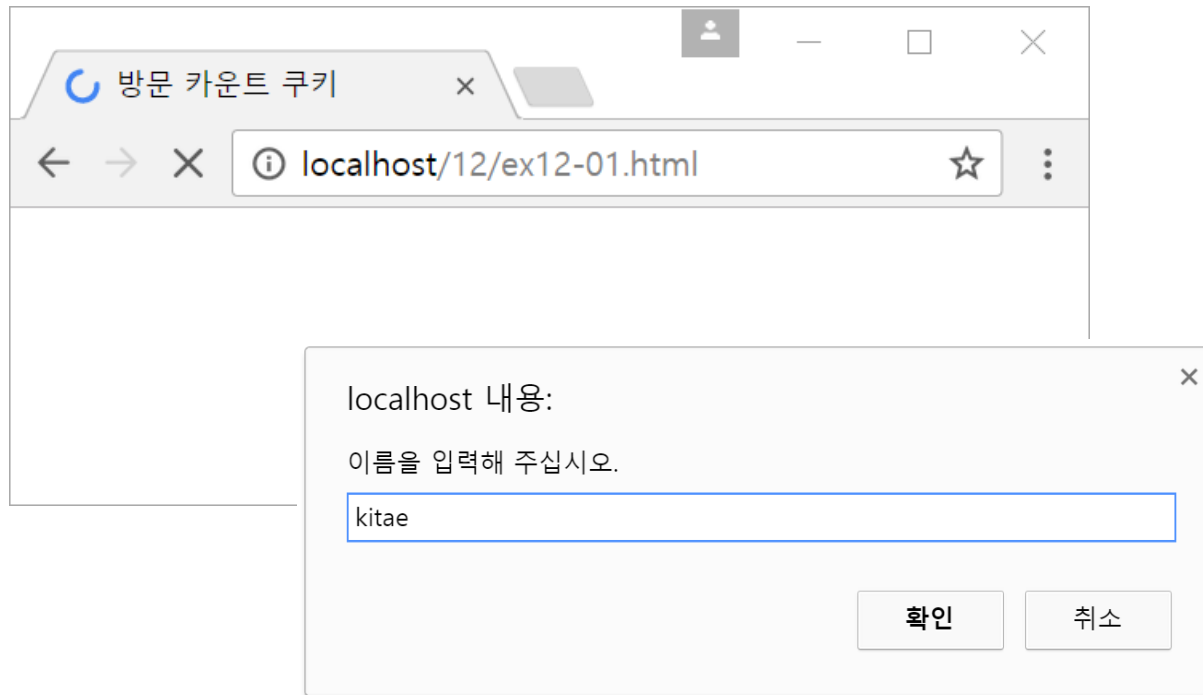 방문 카운트 쿠키
localhost/12/ex12-01.html
localhost 내용:
이름을 입력해 주십시오.
kitae
확인 취소